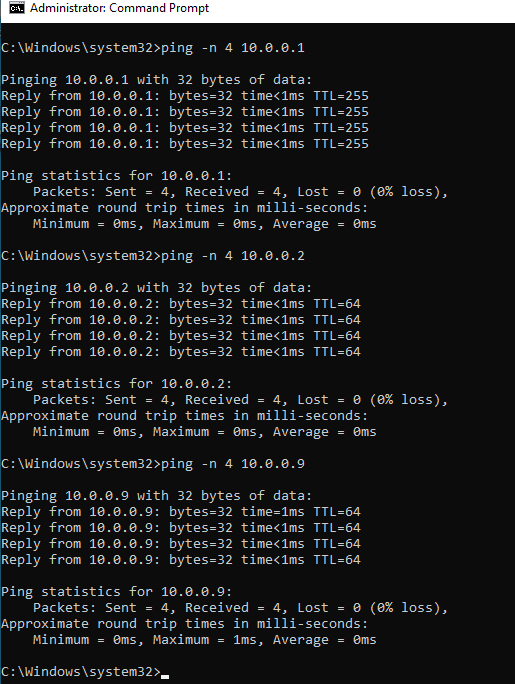 Administrator: Command Prompt
C:\Windows\system32>ping -n 4 10.0.0.1
Pinging 10.0.0.1 with 32 bytes of data:
Reply from 10.0.0.1: bytes=32 time<1ms TTL=255
Reply from 10.0.0.1: bytes=32 time<1ms TTL=255
Reply from 10.0.0.1: bytes=32 time<1ms TTL=255
Reply from 10.0.0.1: bytes=32 time<1ms TTL=255
Ping statistics for 10.0.0.1:
    Packets: Sent = 4, Received = 4, Lost = 0 (0% loss),
Approximate round trip times in milli-seconds:
    Minimum = 0ms, Maximum = 0ms, Average = 0ms
C:\Windows\system32>ping -n 4 10.0.0.2
Pinging 10.0.0.2 with 32 bytes of data:
Reply from 10.0.0.2: bytes=32 time<1ms TTL=64
Reply from 10.0.0.2: bytes=32 time<1ms TTL=64
Reply from 10.0.0.2: bytes=32 time<1ms TTL=64
Reply from 10.0.0.2: bytes=32 time<1ms TTL=64
Ping statistics for 10.0.0.2:
    Packets: Sent = 4, Received = 4, Lost = 0 (0% loss),
Approximate round trip times in milli-seconds:
    Minimum = 0ms, Maximum = 0ms, Average = 0ms
C:\Windows\system32>ping -n 4 10.0.0.9
Pinging 10.0.0.9 with 32 bytes of data:
Reply from 10.0.0.9: bytes=32 time=1ms TTL=64
Reply from 10.0.0.9: bytes=32 time<1ms TTL=64
Reply from 10.0.0.9: bytes=32 time<1ms TTL=64
Reply from 10.0.0.9: bytes=32 time<1ms TTL=64
Ping statistics for 10.0.0.9:
    Packets: Sent = 4, Received = 4, Lost = 0 (0% loss),
Approximate round trip times in milli-seconds:
    Minimum = 0ms, Maximum = 1ms, Average = 0ms
C:\Windows\system32>